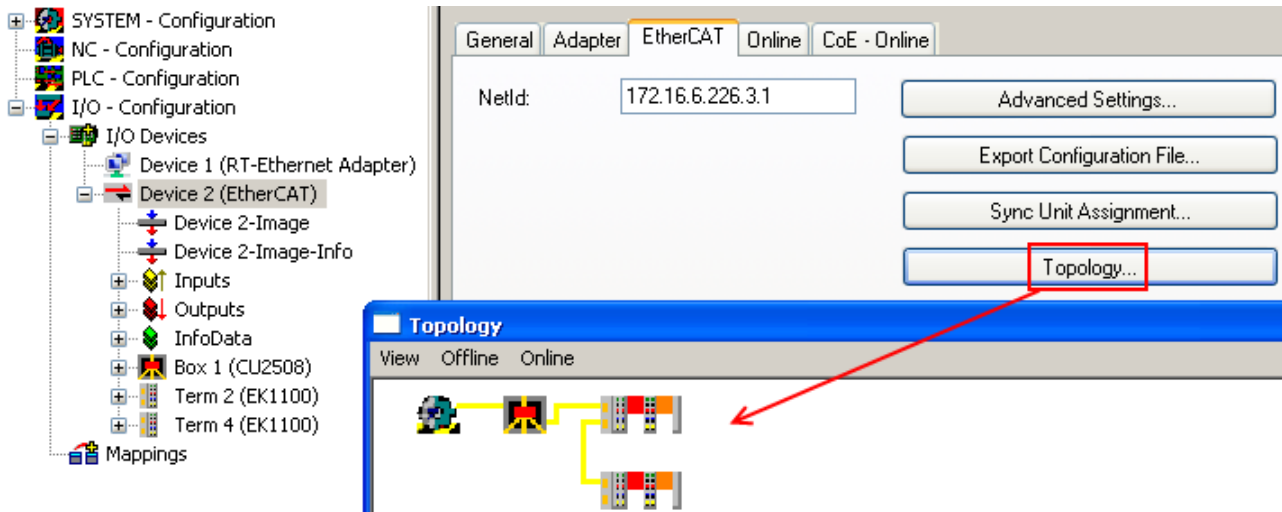 SYSTEM - Configuration
NC - Configuration
PLC - Configuration
I/O - Configuration
I/O Devices
Device 1 (RT-Ethernet Adapter)
Device 2 (EtherCAT)
Device 2-Image
Device 2-Image-Info
Inputs
Outputs
InfoData
Box 1 (CU2508)
Term 2 (EK1100)
Term 4 (EK1100)
Mappings
General Adapter EtherCAT Online CoE - Online
NetId: 172.16.6.226.3.1
Advanced Settings...
Export Configuration File...
Sync Unit Assignment...
Topology...
Topology
View Offline Online